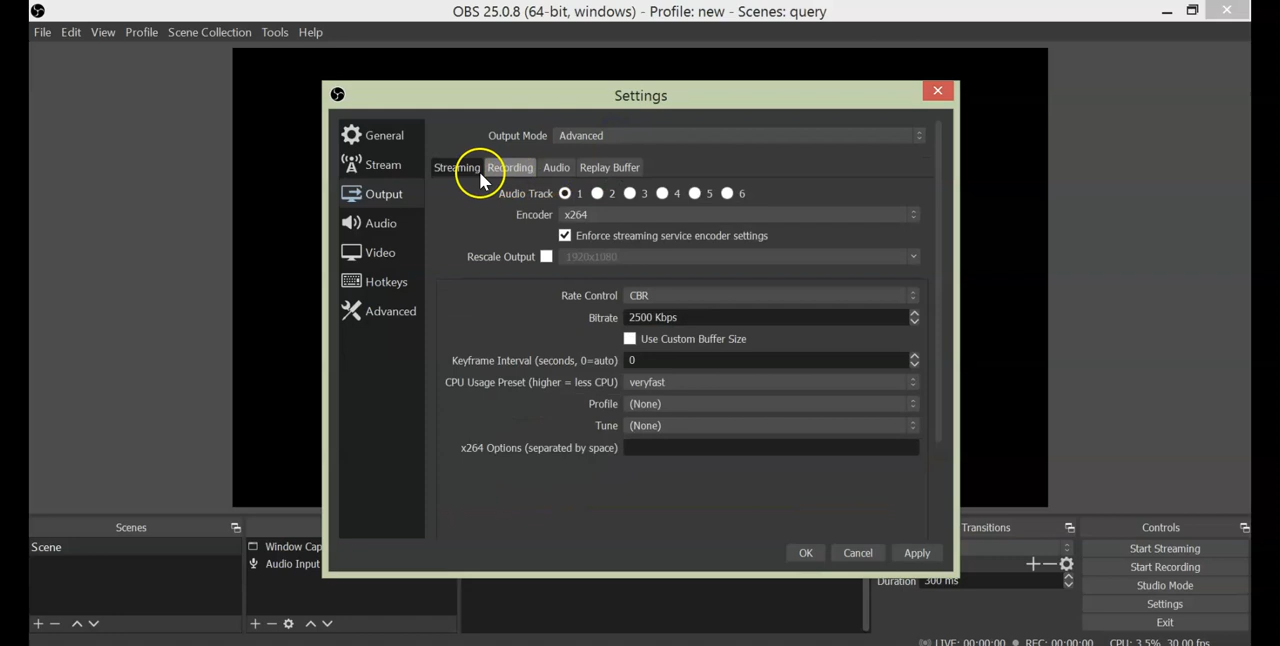 OBS 25.0.8 (64-bit, windows) - Profile: new - Scenes: query
File Edit View Profile Scene Collection Tools Help
Settings
General
Stream
Output
Audio
Video
Hotkeys
Advanced
Output Mode Advanced
Streaming Recording Audio Replay Buffer
Audio Track 1 2 3 4 5 6
Encoder x264
Enforce streaming service encoder settings
Rescale Output 1920x1080
Rate Control CBR
Bitrate 2500 Kbps
Use Custom Buffer Size
Keyframe Interval (seconds, 0=auto) 0
CPU Usage Preset (higher = less CPU) veryfast
Profile (None)
Tune (None)
x264 Options (separated by space)
OK Cancel Apply
Scenes
Scene
Window Cap
Audio Input
Transitions
Duration 300 ms
Controls
Start Streaming
Start Recording
Studio Mode
Settings
Exit
LIVE: 00:00:00 REC: 00:00:00 CPU: 3.5%, 30.00 fps